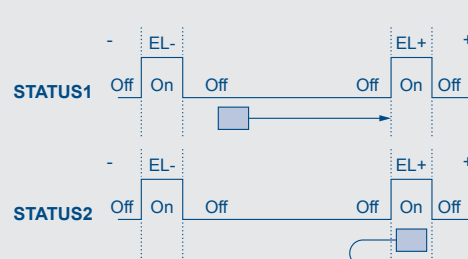 - EL- EL+ +
STATUS1 Off On Off Off On Off
- EL- EL+ +
STATUS2 Off On Off Off On Off